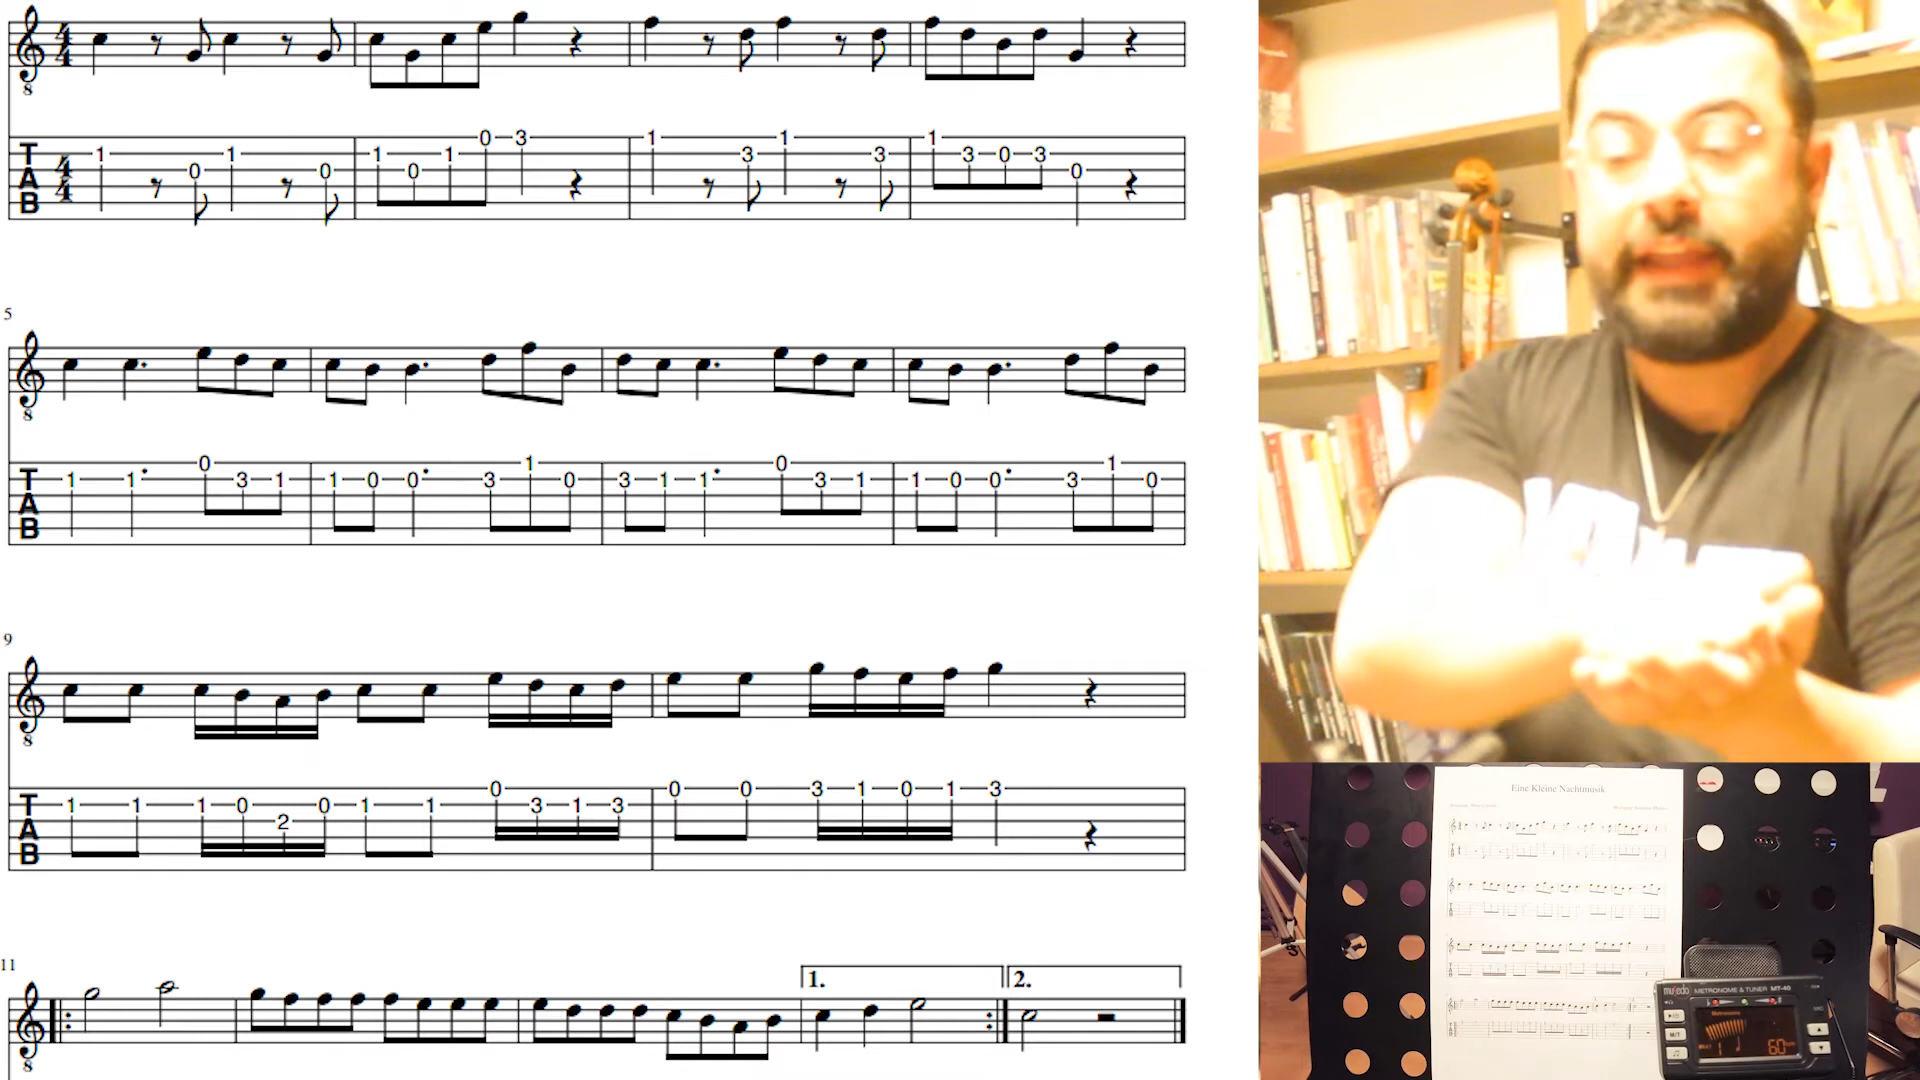 4 4
8
1 0 1 0 1 0 1 0 3 1 3 1 3 1 3 0 3 0
T A B 4 4
5
8
1 1 0 3 1 1 0 0 3 1 0 3 1 1 0 3 1 1 0 0 3 1 0
T A B
9
8
1 1 1 0 2 0 1 1 0 3 1 3 0 0 3 1 0 1 3
T A B
11
1. 2.
8
Eine Kleine Nachtmusik
musedo METRONOME & TUNER MT-40
60